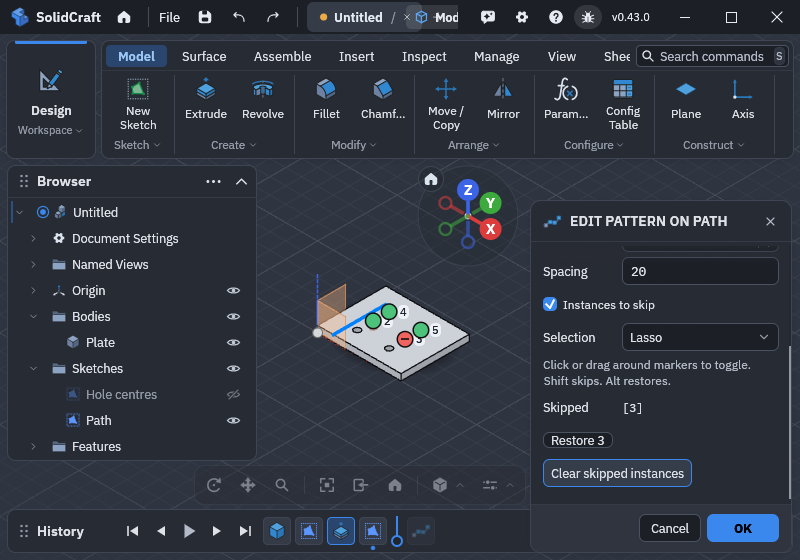 SolidCraft
File
Untitled /
v0.43.0
Design
Workspace
Model
Surface
Assemble
Insert
Inspect
Manage
View
Search commands
S
New Sketch
Extrude
Revolve
Fillet
Chamf...
Move / Copy
Mirror
Param...
Config Table
Plane
Axis
Sketch
Create
Modify
Arrange
Configure
Construct
Browser
Untitled
Document Settings
Named Views
Origin
Bodies
Plate
Sketches
Hole centres
Path
Features
Z
Y
X
2
4
5
EDIT PATTERN ON PATH
Spacing
20
Instances to skip
Selection
Lasso
Click or drag around markers to toggle.
Shift skips. Alt restores.
Skipped
[3]
Restore 3
Clear skipped instances
Cancel
OK
History